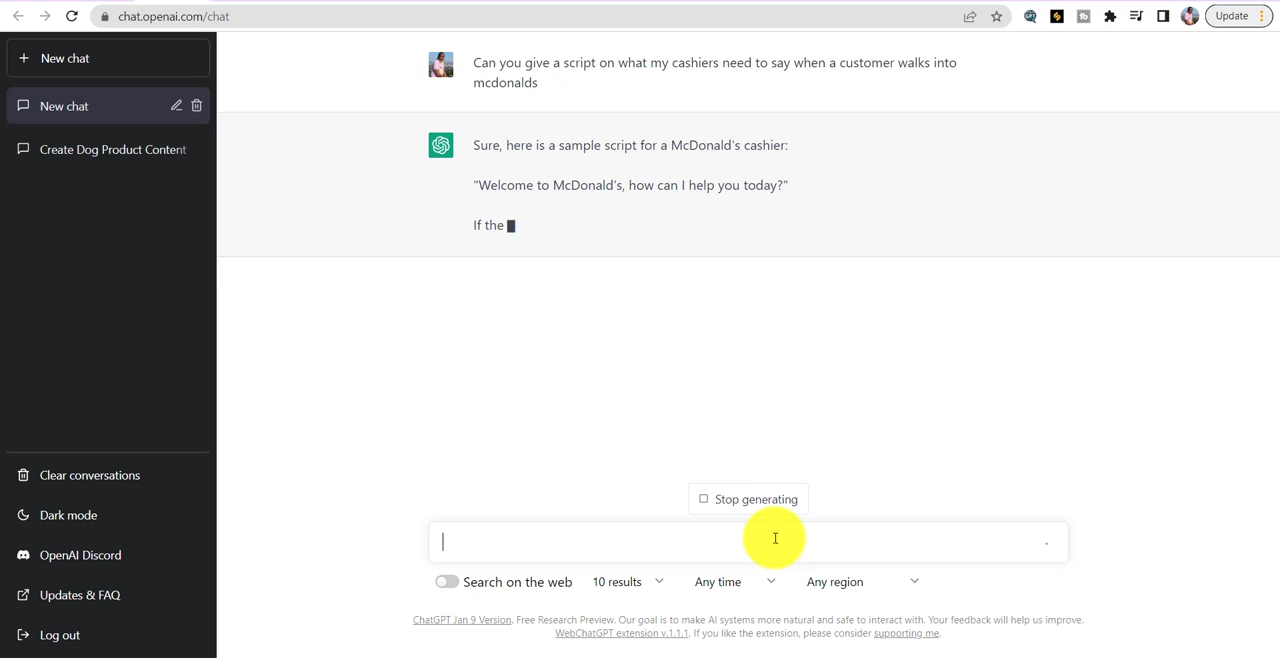 chat.openai.com/chat
Update
New chat
New chat
Create Dog Product Content
Clear conversations
Dark mode
OpenAI Discord
Updates & FAQ
Log out
Can you give a script on what my cashiers need to say when a customer walks into
mcdonalds
Sure, here is a sample script for a McDonald's cashier:
"Welcome to McDonald's, how can I help you today?"
If the
Stop generating
Search on the web 10 results Any time Any region
ChatGPT Jan 9 Version. Free Research Preview. Our goal is to make AI systems more natural and safe to interact with. Your feedback will help us improve.
WebChatGPT extension v.1.1.1. If you like the extension, please consider supporting me.